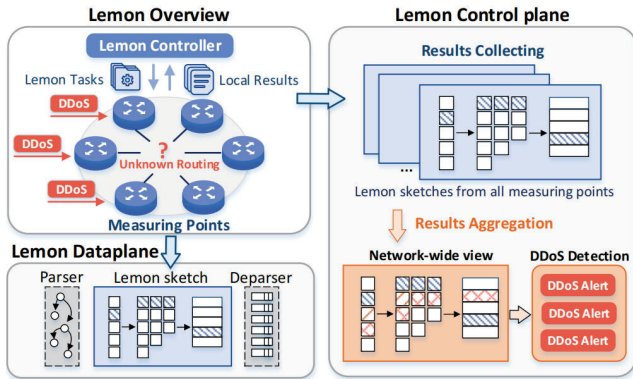 Lemon Overview
Lemon Controller
Lemon Tasks
Local Results
DDoS
DDoS
DDoS
?
Unknown Routing
Measuring Points
Lemon Dataplane
Parser
Lemon sketch
Deparser
Lemon Control plane
Results Collecting
...
Lemon sketches from all measuring points
Results Aggregation
Network-wide view
DDoS Detection
DDoS Alert
DDoS Alert
DDoS Alert